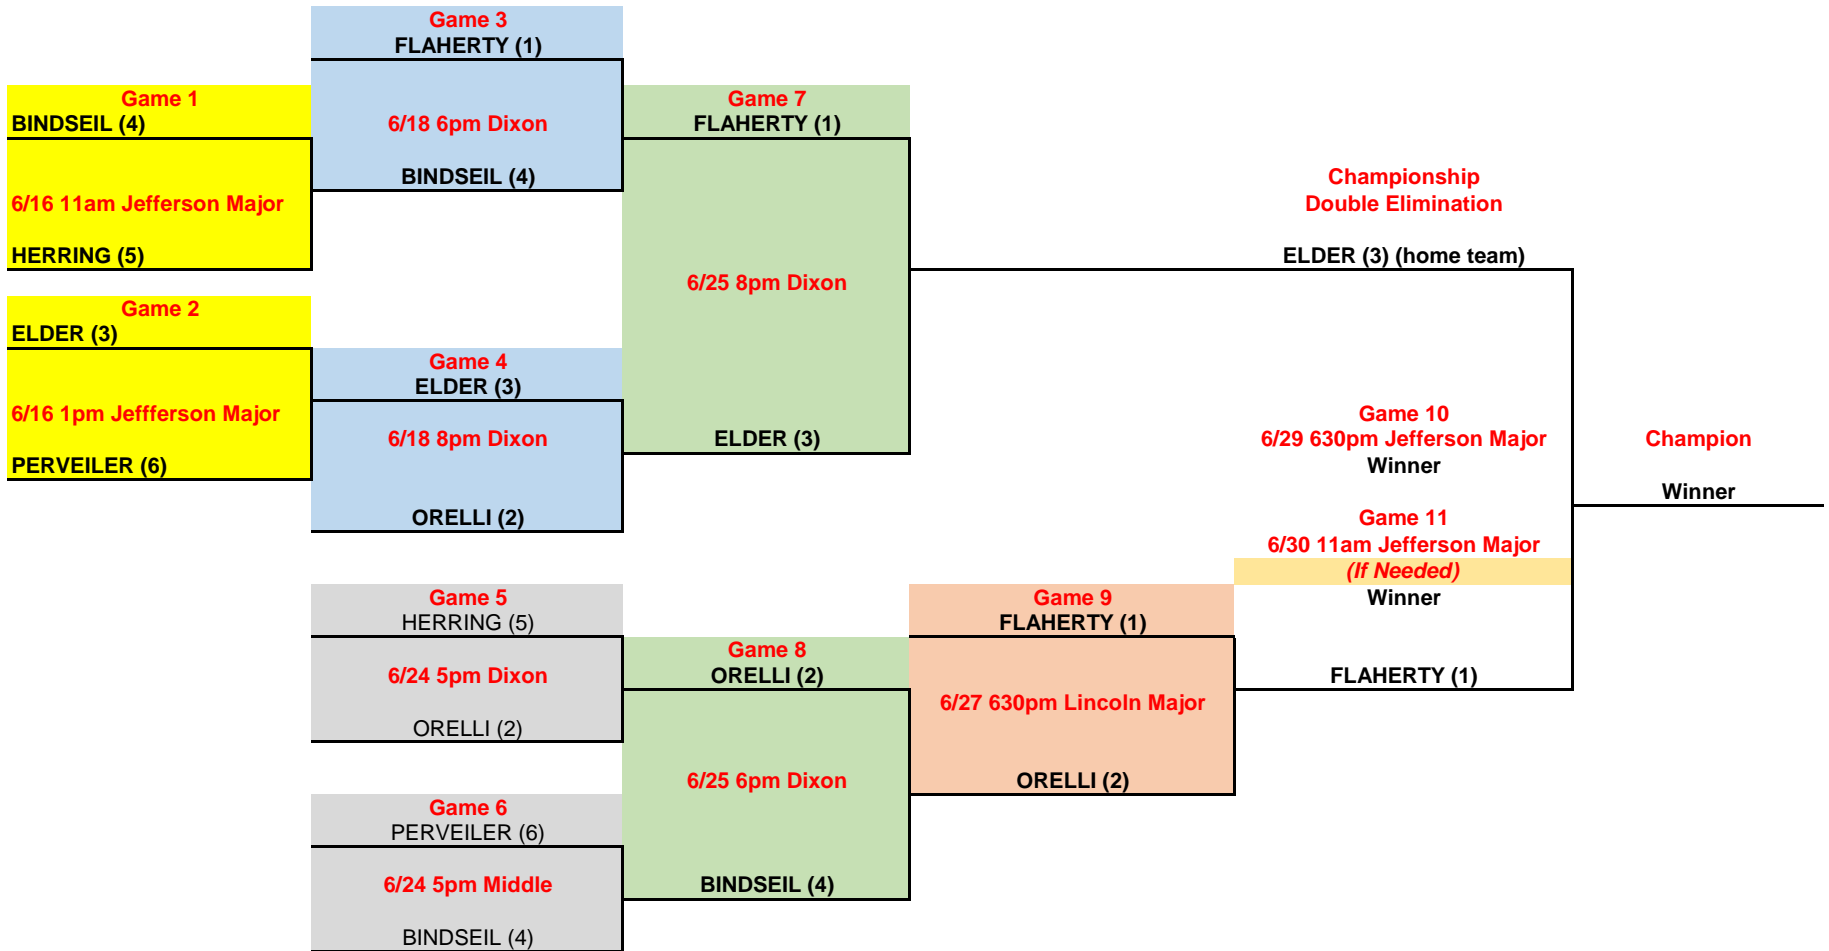 Game 1
BINDSEIL (4)
6/16 11am Jefferson Major
HERRING (5)
Game 2
ELDER (3)
6/16 1pm Jeffferson Major
PERVEILER (6)
Game 3
FLAHERTY (1)
6/18 6pm Dixon
BINDSEIL (4)
Game 4
ELDER (3)
6/18 8pm Dixon
ORELLI (2)
Game 5
HERRING (5)
6/24 5pm Dixon
ORELLI (2)
Game 6
PERVEILER (6)
6/24 5pm Middle
BINDSEIL (4)
Game 7
FLAHERTY (1)
6/25 8pm Dixon
ELDER (3)
Game 8
ORELLI (2)
6/25 6pm Dixon
BINDSEIL (4)
Game 9
FLAHERTY (1)
6/27 630pm Lincoln Major
ORELLI (2)
Championship
Double Elimination
ELDER (3) (home team)
Game 10
6/29 630pm Jefferson Major
Winner
Game 11
6/30 11am Jefferson Major
(If Needed)
Winner
FLAHERTY (1)
Champion
Winner